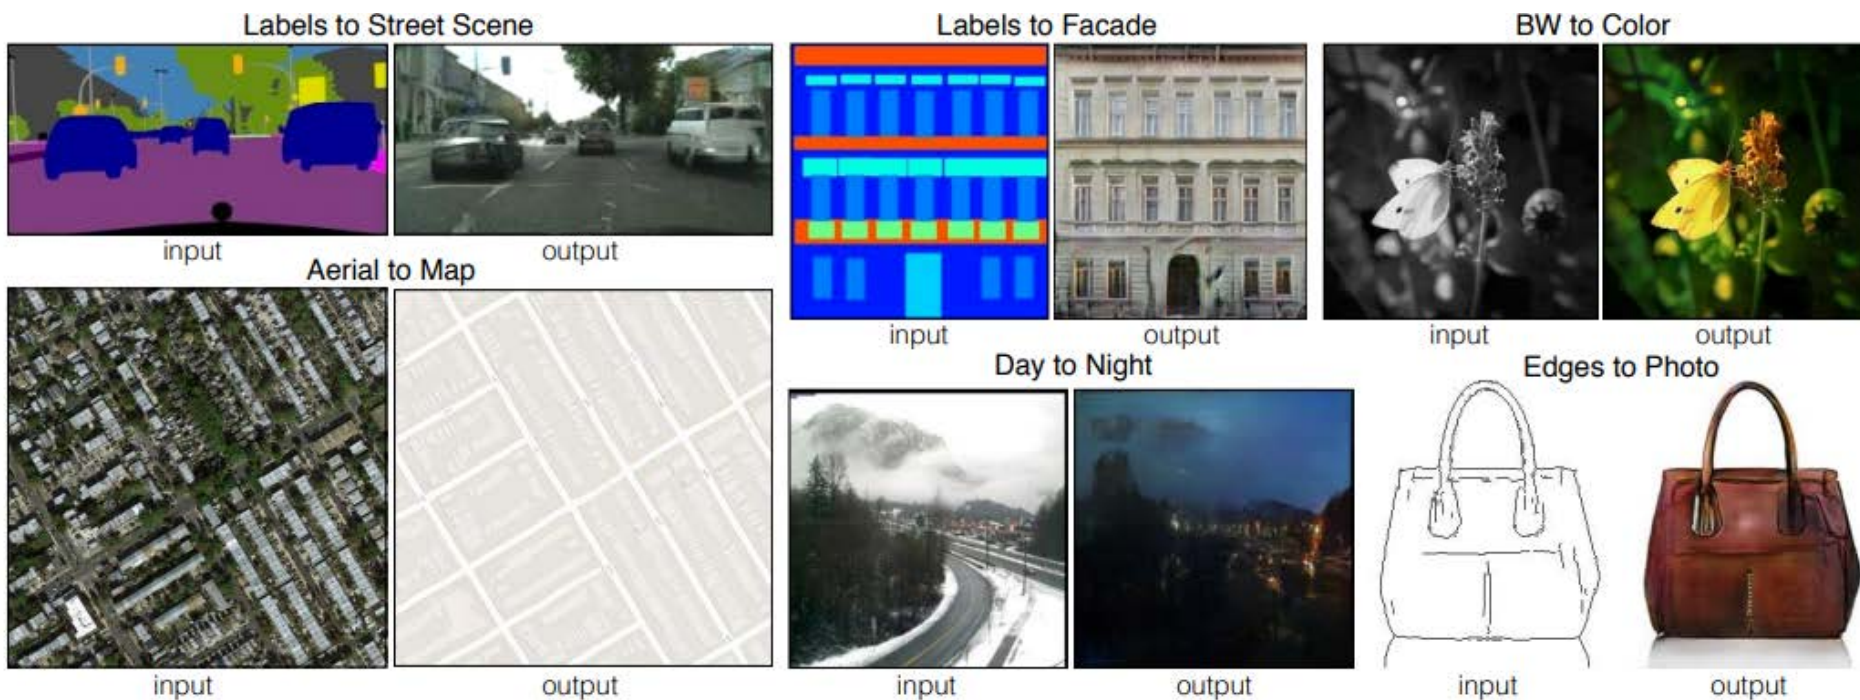 Labels to Street Scene
input
output
Aerial to Map
input
output
Labels to Facade
input
output
BW to Color
input
output
Day to Night
input
output
Edges to Photo
input
output